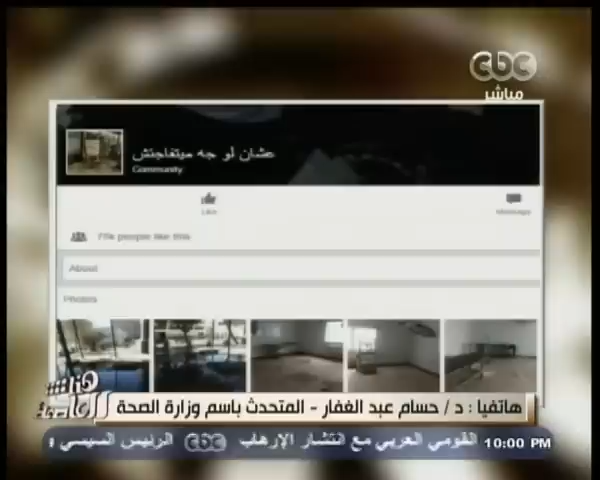 cbc
مباشر
عشان لو جه ميتفاجئش
Community
Like
Message
77k people like this
About
Photos
هنا العاصمة
هاتفيا : د / حسام عبد الغفار - المتحدث باسم وزارة الصحة
القومي العربي مع انتشار الإرهاب cbc الرئيس السيسي و
10:00 PM